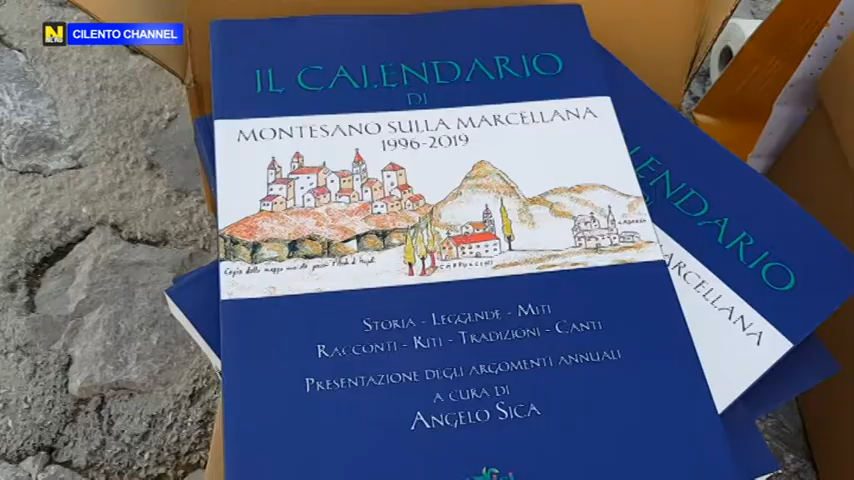 CILENTO CHANNEL
IL CALENDARIO
DI
MONTESANO SULLA MARCELLANA
1996-2019
CAPPUCCINI
STORIA - LEGGENDE - MITI
RACCONTI - RITI - TRADIZIONI - CANTI
PRESENTAZIONE DEGLI ARGOMENTI ANNUALI
A CURA DI
ANGELO SICA
LENDARIO
MARCELLANA